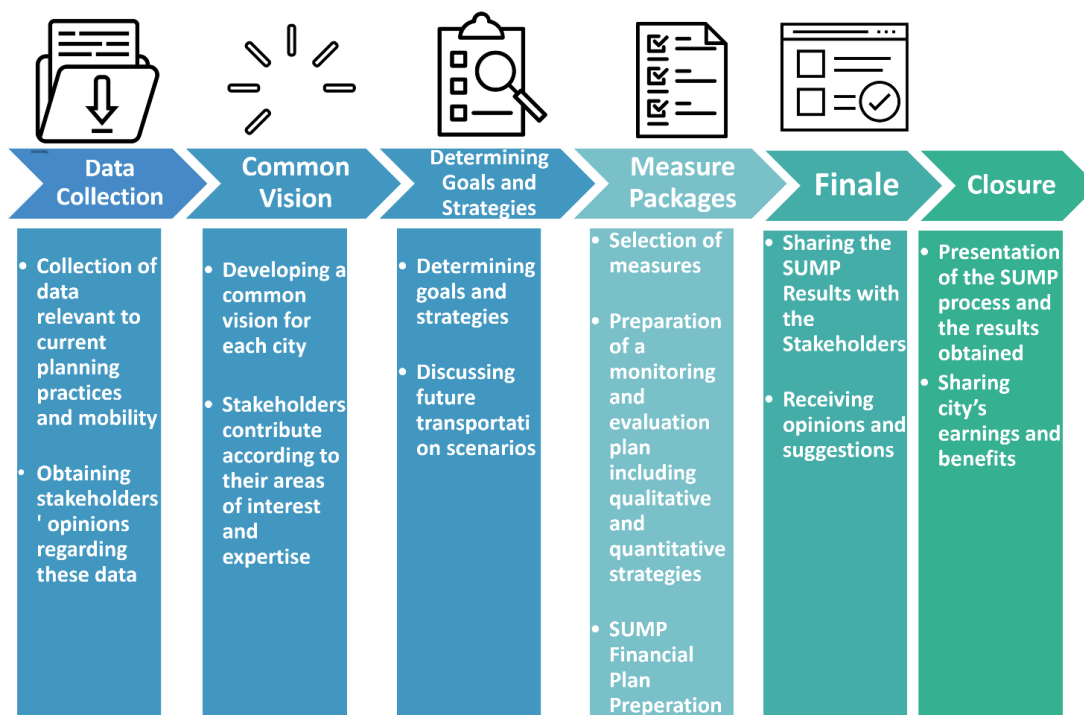 Data
Collection
Common
Vision
Determining
Goals and
Strategies
Measure
Packages
Finale
Closure
• Collection of
data
relevant to
current
planning
practices
and mobility
• Obtaining
stakeholders
' opinions
regarding
these data
• Developing a
common
vision for
each city
• Stakeholders
contribute
according to
their areas
of interest
and
expertise
• Determining
goals and
strategies
• Discussing
future
transportati
on scenarios
• Selection of
measures
• Preparation
of a
monitoring
and
evaluation
plan
including
qualitative
and
quantitative
strategies
• SUMP
Financial
Plan
Preperation
• Sharing the
SUMP
Results with
the
Stakeholders
• Receiving
opinions and
suggestions
• Presentation
of the SUMP
process and
the results
obtained
• Sharing
city's
earnings and
benefits